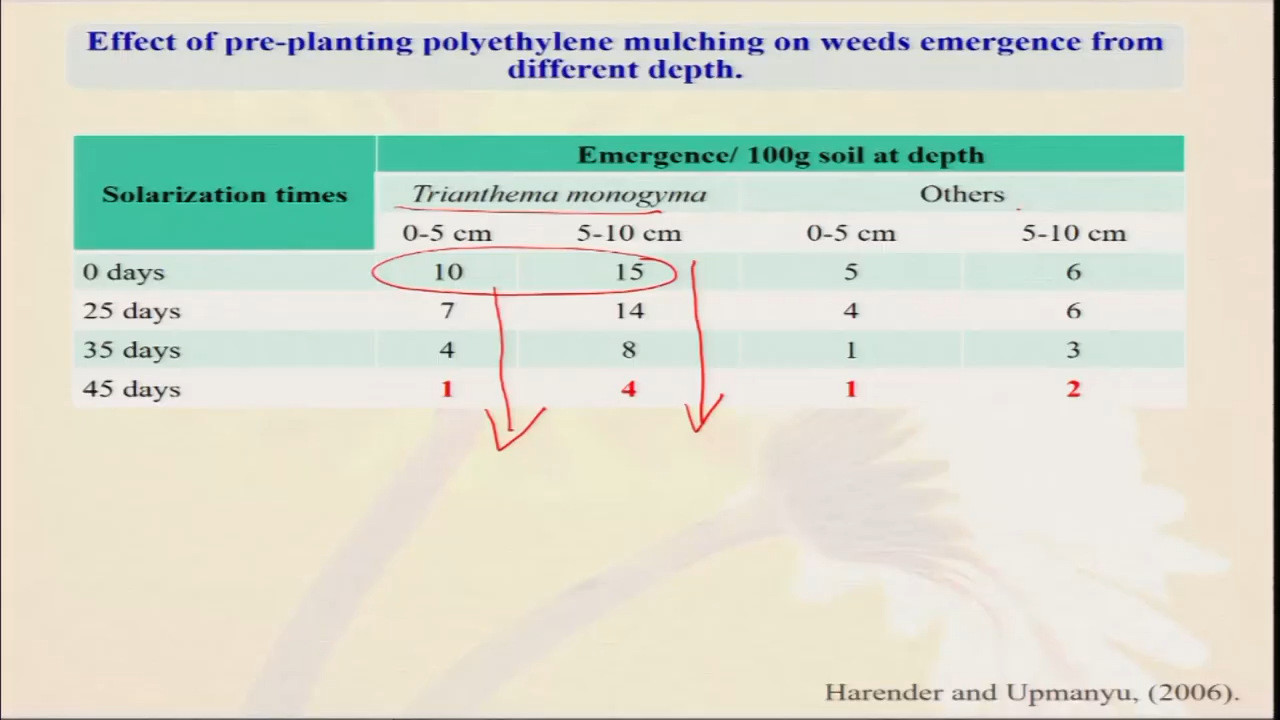 Effect of pre-planting polyethylene mulching on weeds emergence from
different depth.
Solarization times
Emergence/ 100g soil at depth
Trianthema monogyma Others
0-5 cm 5-10 cm 0-5 cm 5-10 cm
0 days 10 15 5 6
25 days 7 14 4 6
35 days 4 8 1 3
45 days 1 4 1 2
Harender and Upmanyu, (2006).